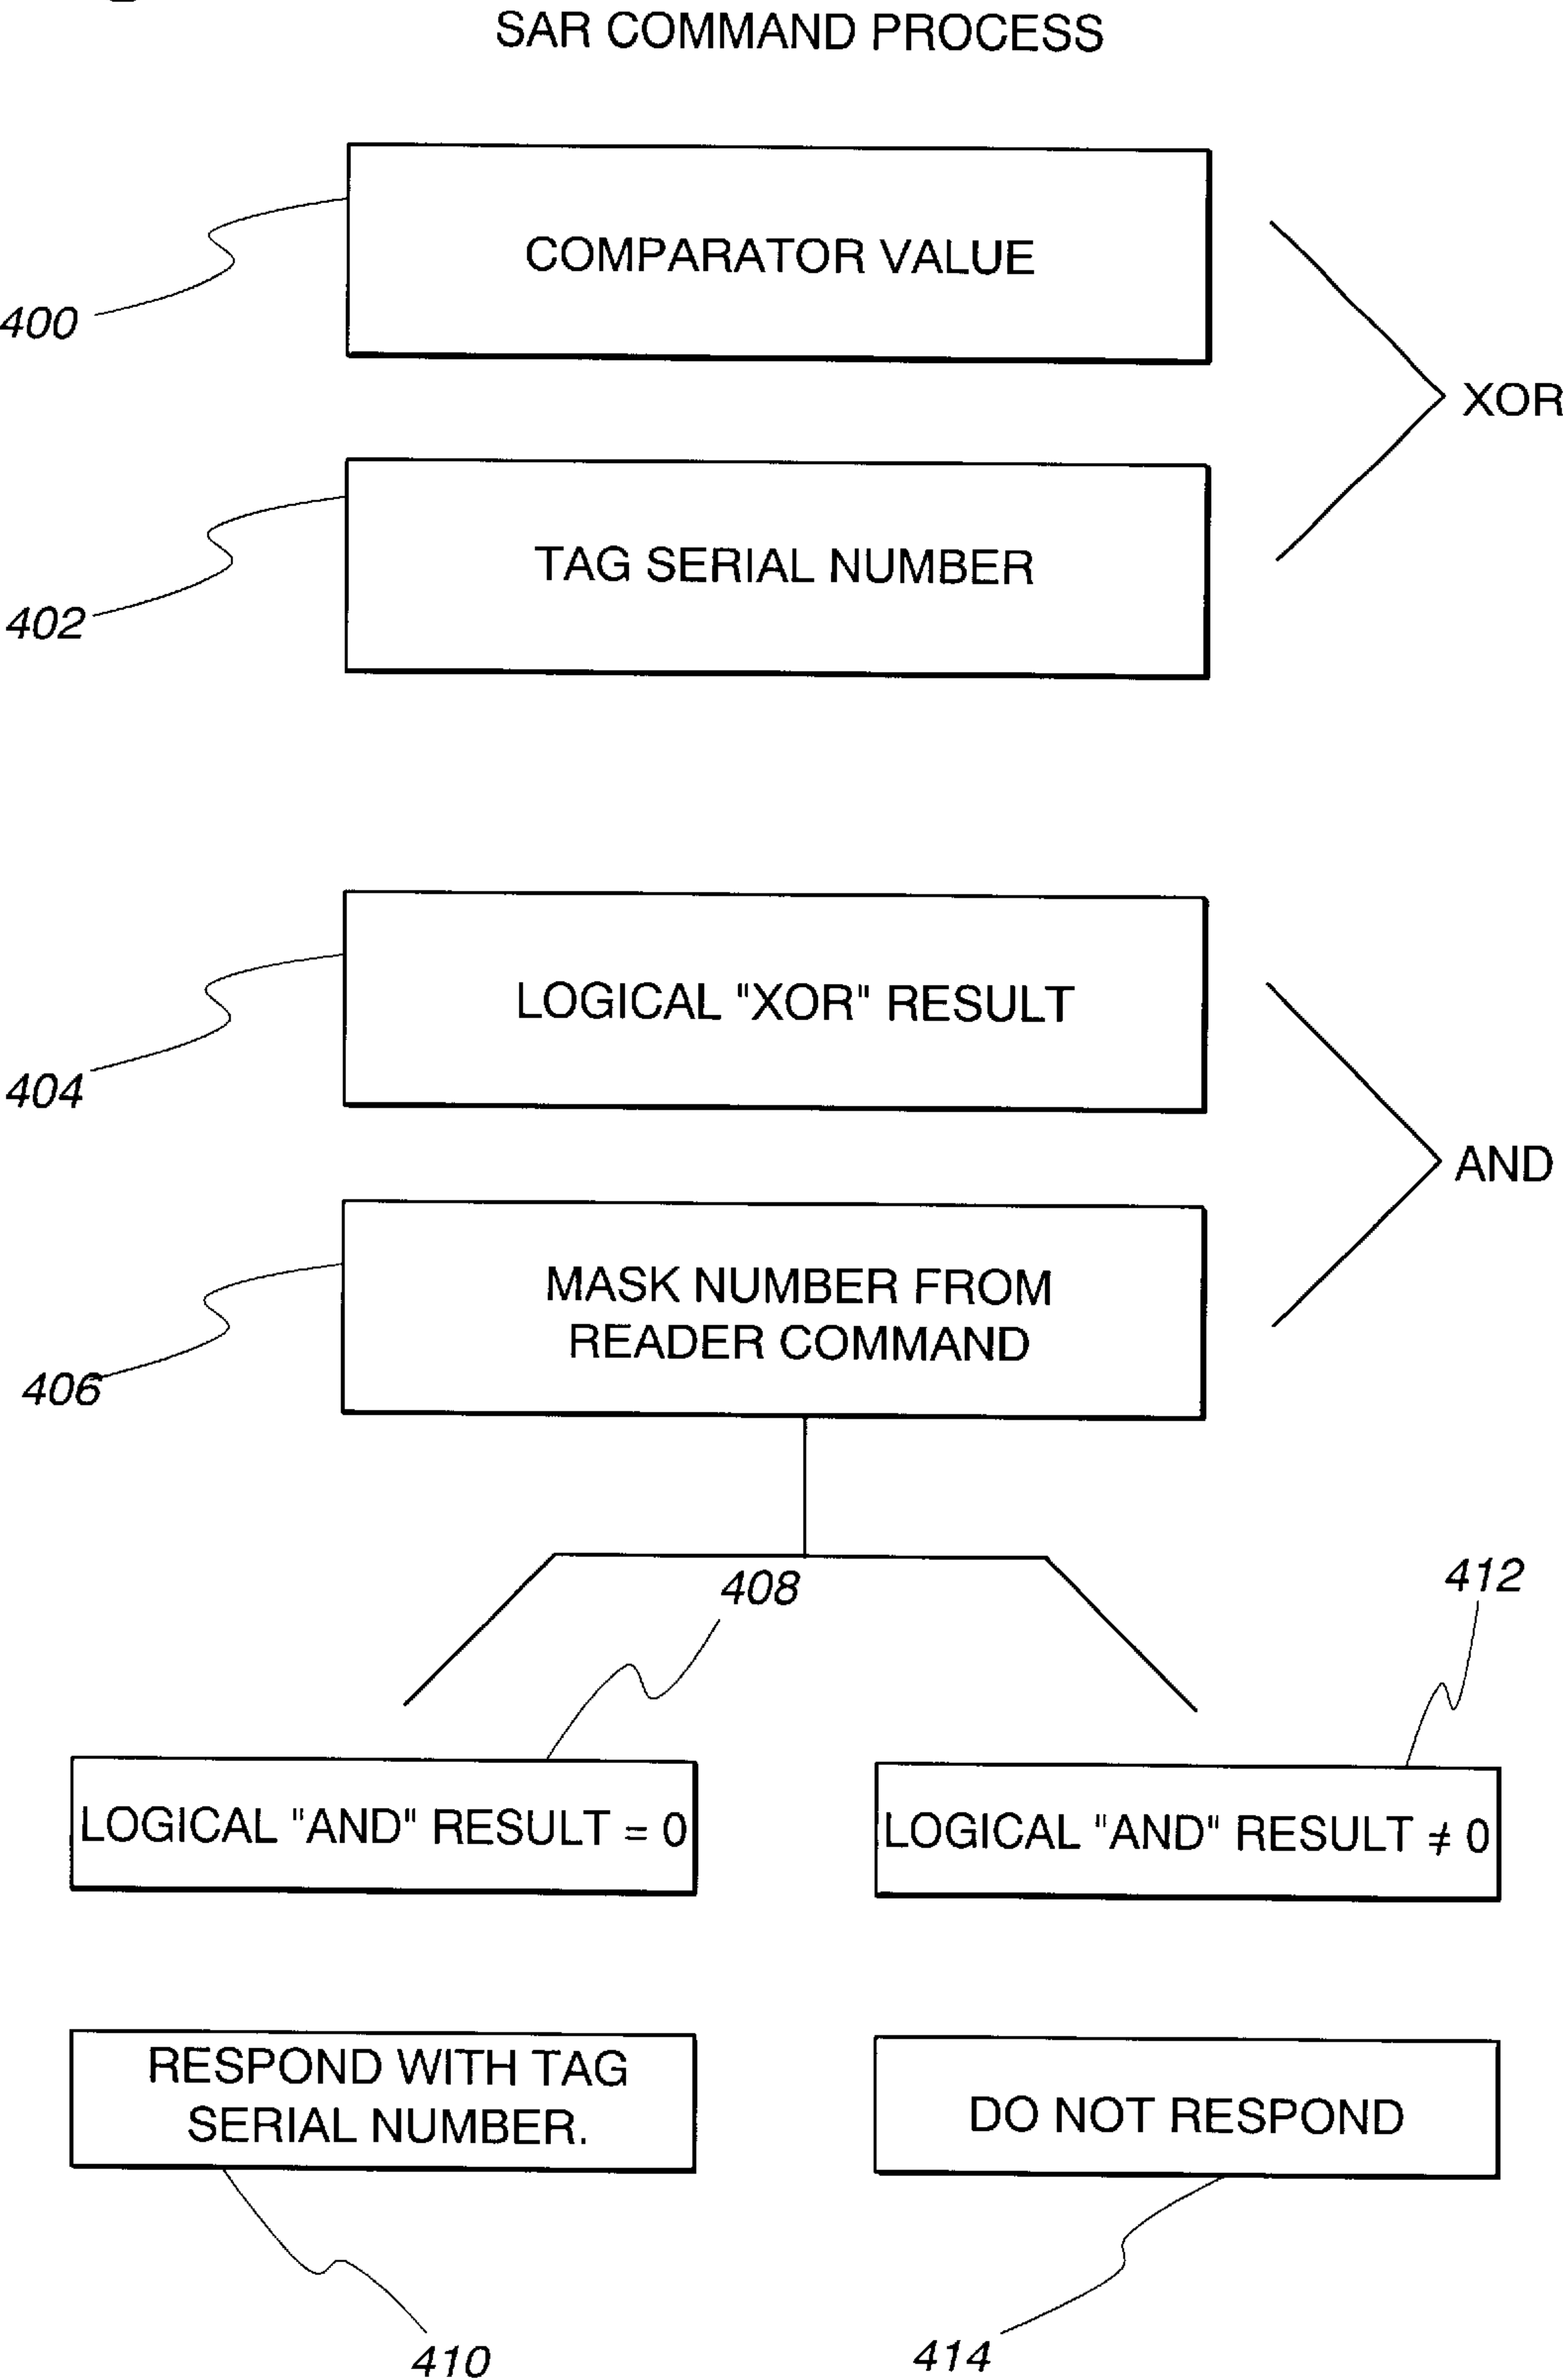 SAR COMMAND PROCESS
COMPARATOR VALUE
400
XOR
TAG SERIAL NUMBER
402
LOGICAL "XOR" RESULT
404
AND
MASK NUMBER FROM
READER COMMAND
406
408
412
LOGICAL "AND" RESULT = 0
LOGICAL "AND" RESULT ≠ 0
RESPOND WITH TAG
SERIAL NUMBER.
DO NOT RESPOND
410
414